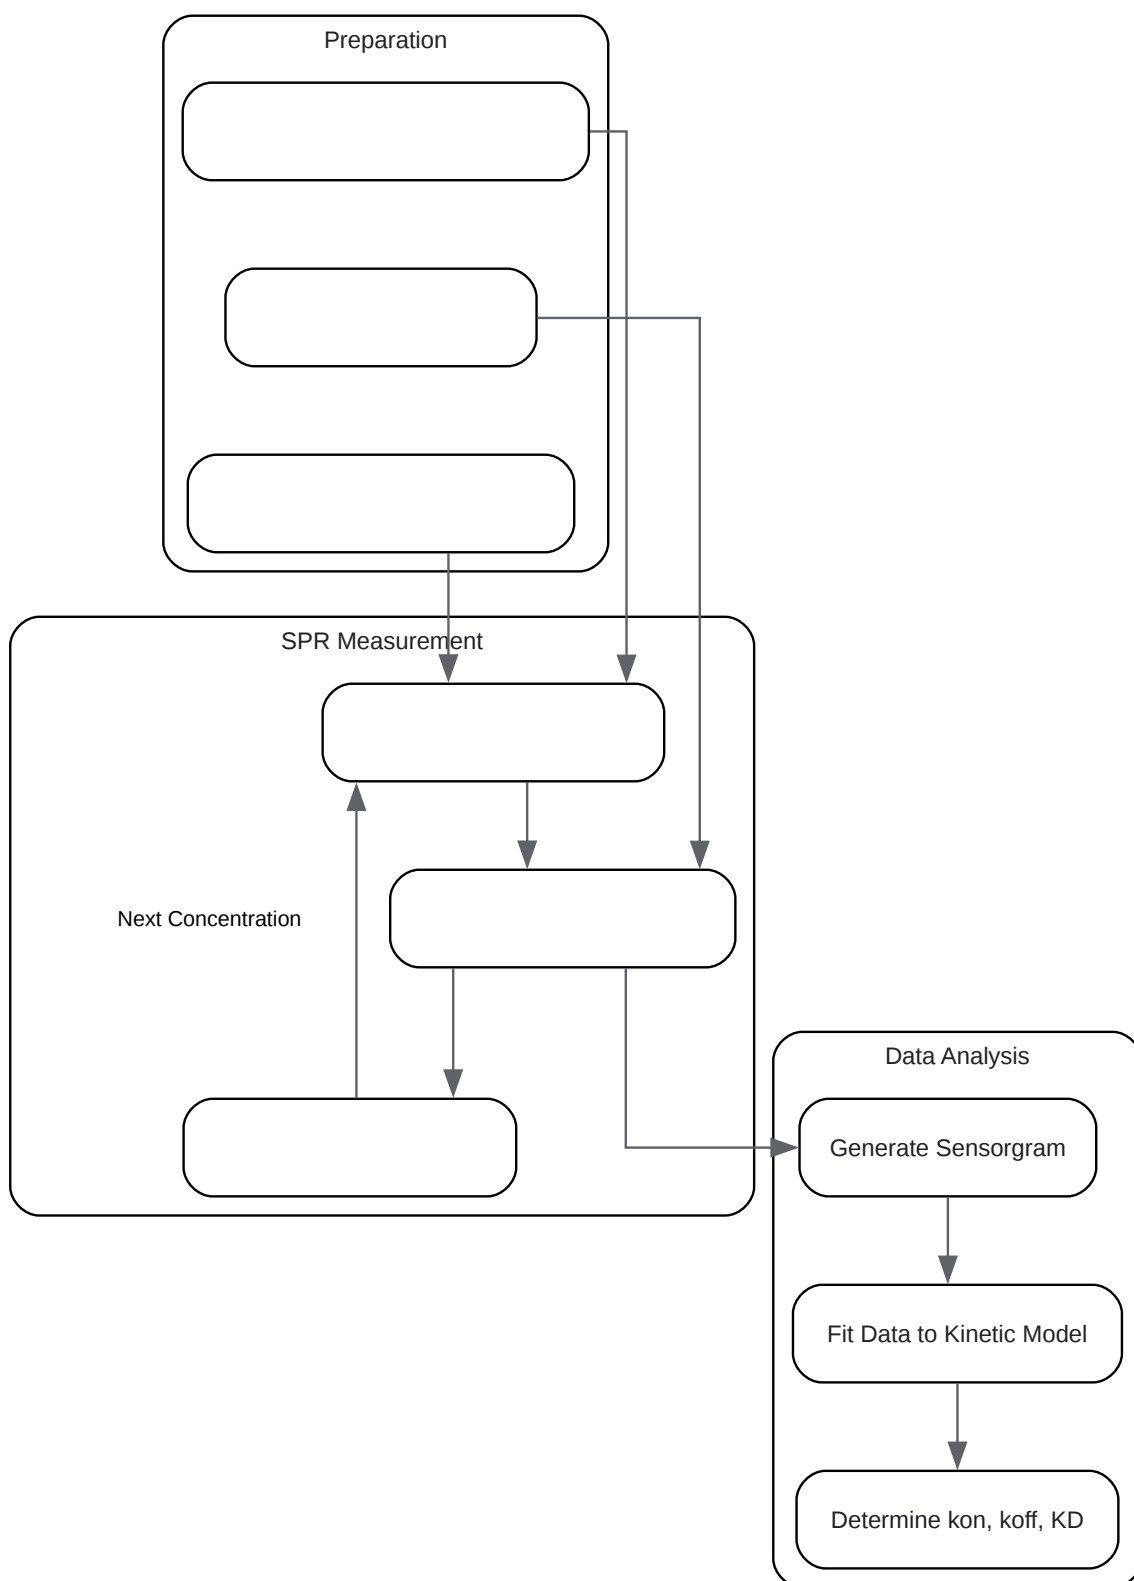 Preparation
SPR Measurement
Next Concentration
Data Analysis
Generate Sensorgram
Fit Data to Kinetic Model
Determine kon, koff, KD